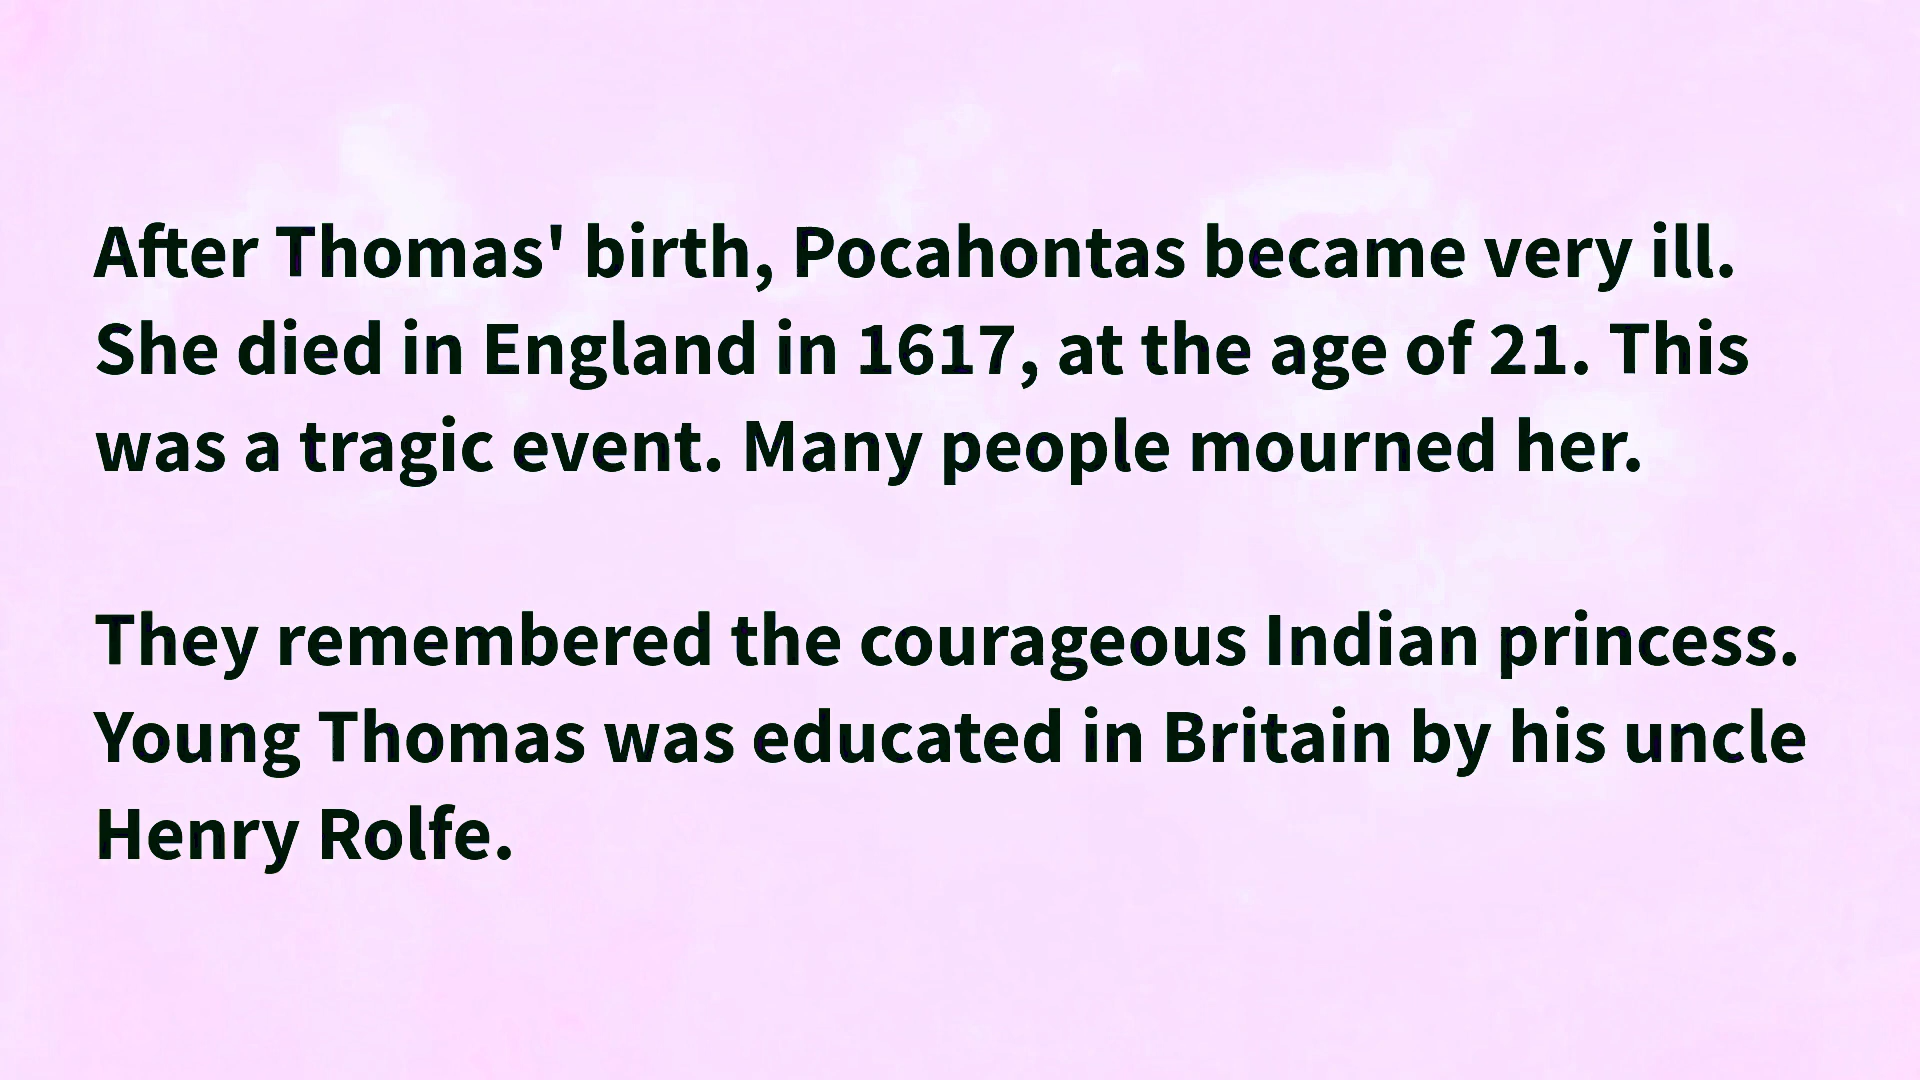 After Thomas' birth, Pocahontas became very ill.
She died in England in 1617, at the age of 21. This
was a tragic event. Many people mourned her.
They remembered the courageous Indian princess.
Young Thomas was educated in Britain by his uncle
Henry Rolfe.